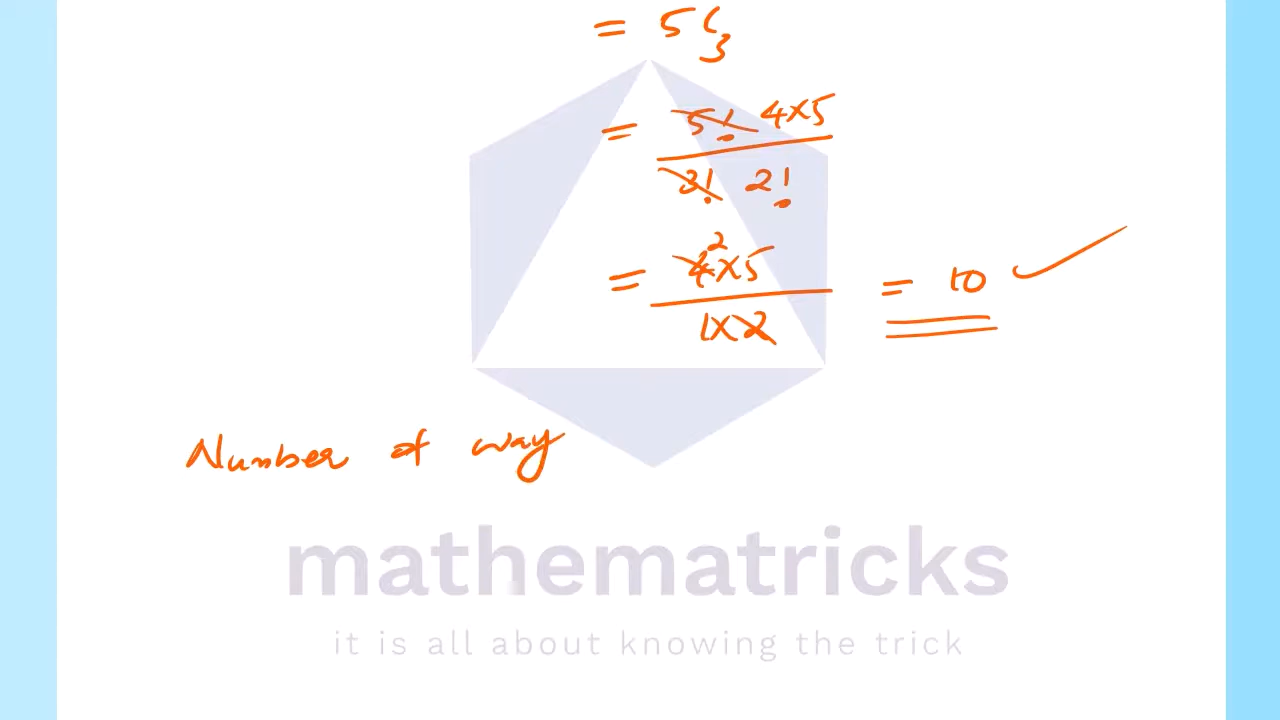 = 5C3
= 5! 4×5
3! 2!
= 4 2 ×5 = 10 ✓
1×2
Number of way
mathematricks
it is all about knowing the trick